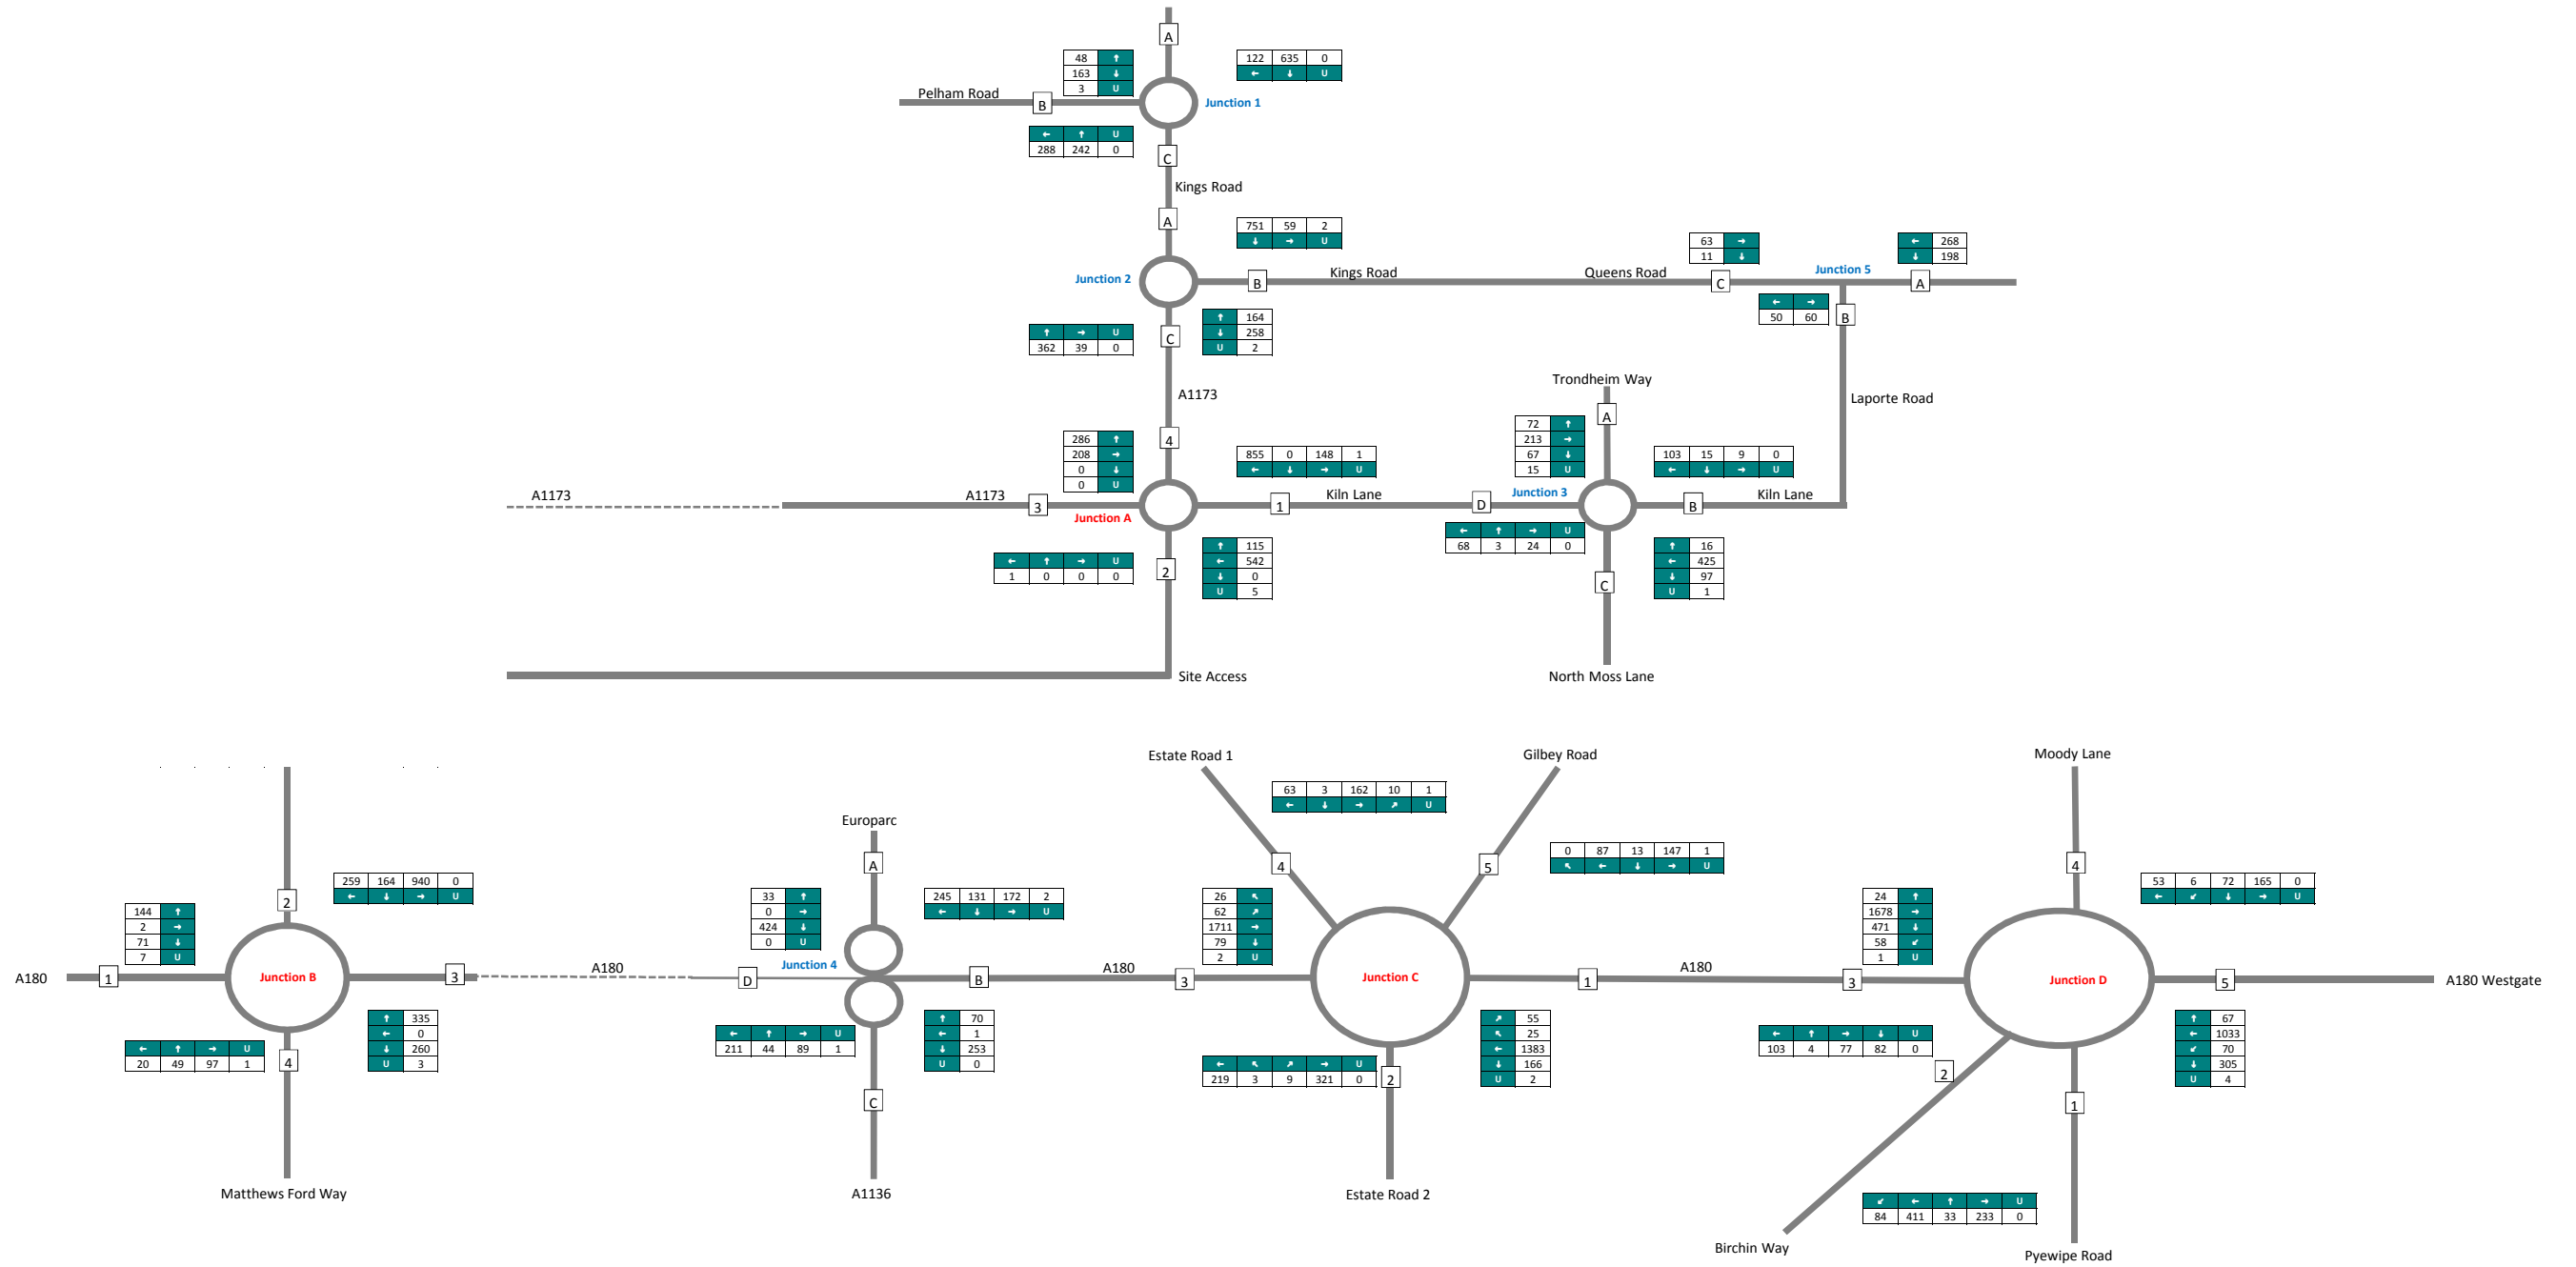 A
48 ↑
163 ↓
3 U
122 635 0
← ↓ U
Pelham Road
B
Junction 1
← ↑ U
288 242 0
C
Kings Road
A
751 59 2
↓ → U
63 →
11 ↓
← 268
↓ 198
Junction 2
B
Kings Road
Queens Road
C
Junction 5
A
← →
50 60
B
↑ → U
362 39 0
C
↑ 164
↓ 258
U 2
A1173
Trondheim Way
A
Laporte Road
286 ↑
208 →
0 ↓
0 U
4
855 0 148 1
← ↓ → U
72 ↑
213 →
67 ↓
15 U
103 15 9 0
← ↓ → U
A1173
A1173
3
Junction A
1
Kiln Lane
D
Junction 3
B
Kiln Lane
← ↑ → U
68 3 24 0
← ↑ → U
1 0 0 0
2
↑ 115
← 542
↓ 0
U 5
C
↑ 16
← 425
↓ 97
U 1
Site Access
North Moss Lane
Estate Road 1
Gilbey Road
Moody Lane
63 3 162 10 1
← ↓ → ↗ U
Europarc
A
4
5
0 87 13 147 1
↖ ← ↓ → U
4
53 6 72 165 0
← ↙ ↓ → U
2
259 164 940 0
← ↓ → U
144 ↑
2 →
71 ↓
7 U
33 ↑
0 →
424 ↓
0 U
245 131 172 2
← ↓ → U
26 ↖
62 ↗
1711 →
79 ↓
2 U
24 ↑
1678 →
471 ↓
58 ↙
1 U
A180
1
Junction B
3
A180
D
Junction 4
B
A180
3
Junction C
1
A180
3
Junction D
5
A180 Westgate
← ↑ → U
20 49 97 1
4
↑ 335
← 0
↓ 260
U 3
← ↑ → U
211 44 89 1
↑ 70
← 1
↓ 253
U 0
C
← ↖ ↗ → U
219 3 9 321 0
2
↗ 55
↖ 25
← 1383
↓ 166
U 2
← ↑ → ↓ U
103 4 77 82 0
2
1
↑ 67
← 1033
↙ 70
↓ 305
U 4
Matthews Ford Way
A1136
Estate Road 2
↙ ← ↑ → U
84 411 33 233 0
Birchin Way
Pyewipe Road